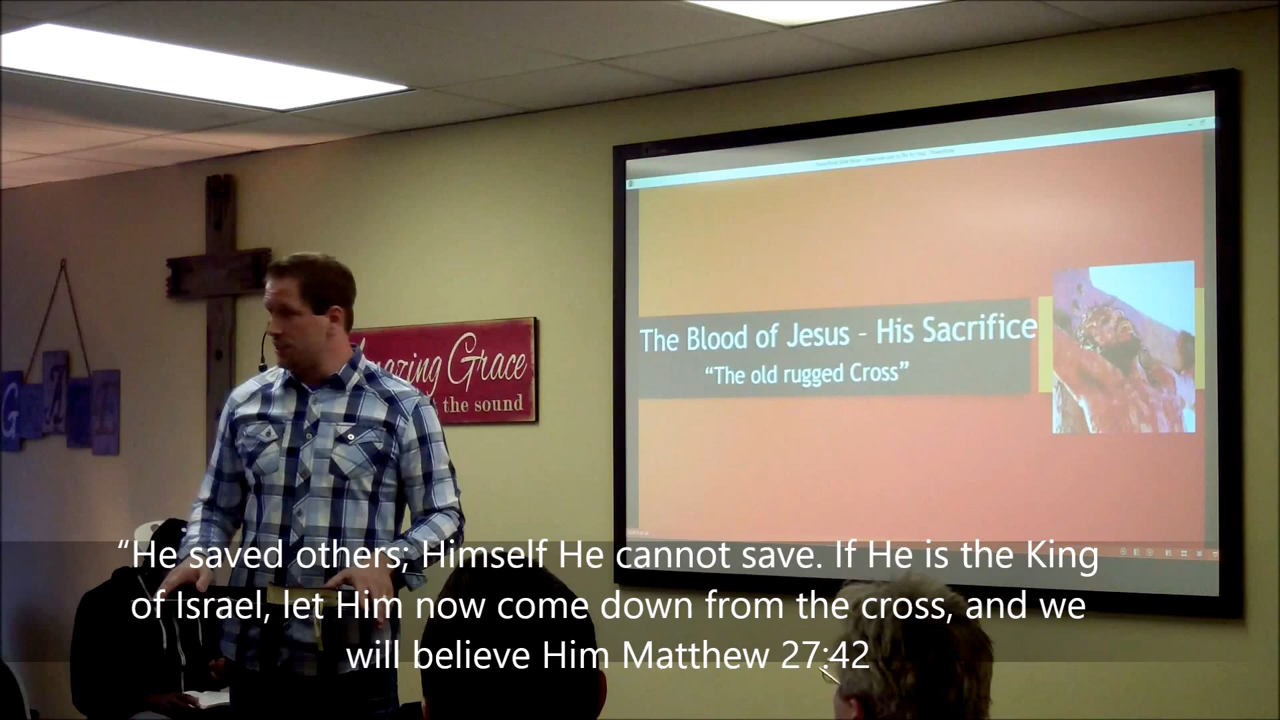 The Blood of Jesus - His Sacrifice
“The old rugged Cross”
Amazing Grace
the sound
“He saved others; Himself He cannot save. If He is the King
of Israel, let Him now come down from the cross, and we
will believe Him Matthew 27:42